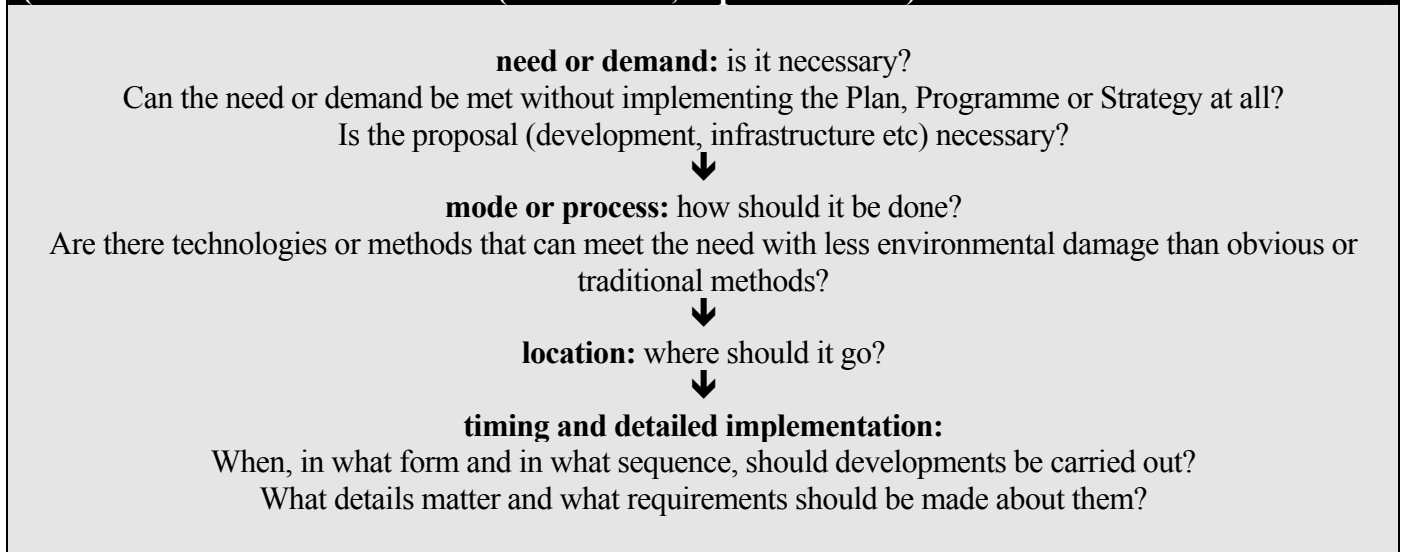 need or demand: is it necessary?
Can the need or demand be met without implementing the Plan, Programme or Strategy at all?
Is the proposal (development, infrastructure etc) necessary?
mode or process: how should it be done?
Are there technologies or methods that can meet the need with less environmental damage than obvious or
traditional methods?
location: where should it go?
timing and detailed implementation:
When, in what form and in what sequence, should developments be carried out?
What details matter and what requirements should be made about them?